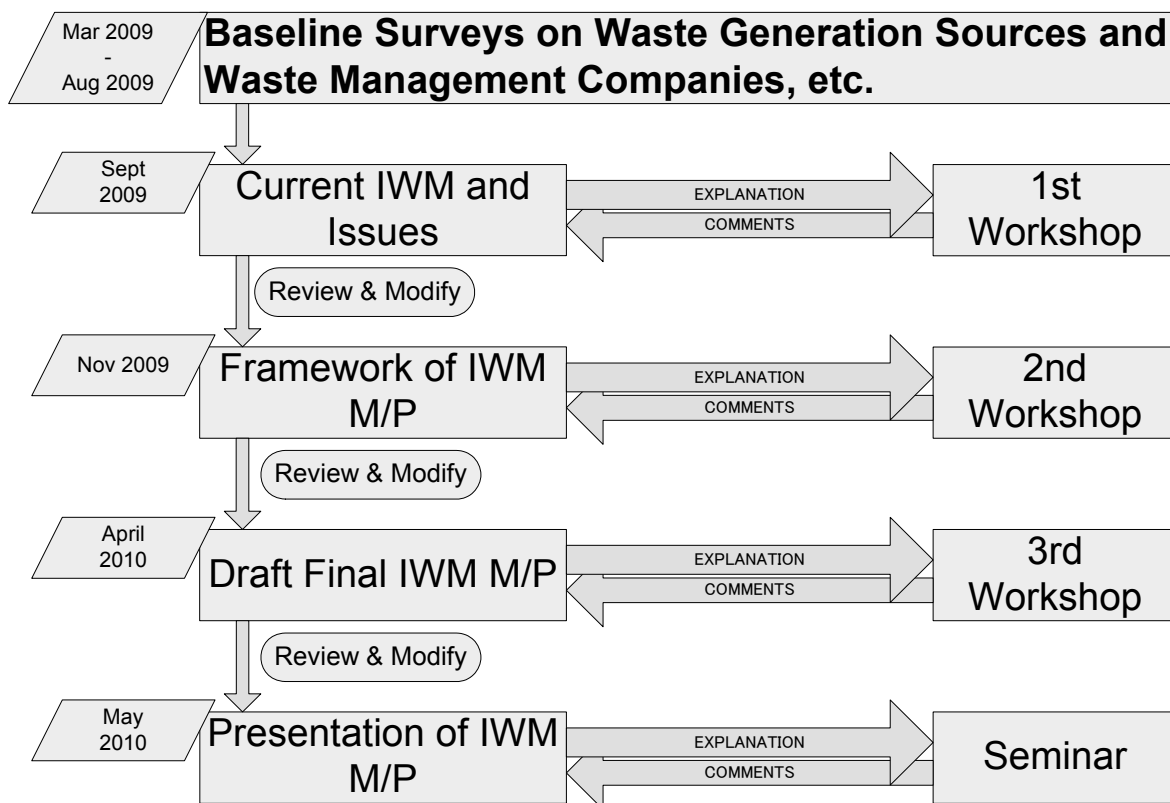 Mar 2009
-
Aug 2009
Baseline Surveys on Waste Generation Sources and
Waste Management Companies, etc.
Sept
2009
Current IWM and
Issues
EXPLANATION
COMMENTS
1st
Workshop
Review & Modify
Nov 2009
Framework of IWM
M/P
EXPLANATION
COMMENTS
2nd
Workshop
Review & Modify
April
2010
Draft Final IWM M/P
EXPLANATION
COMMENTS
3rd
Workshop
Review & Modify
May
2010
Presentation of IWM
M/P
EXPLANATION
COMMENTS
Seminar